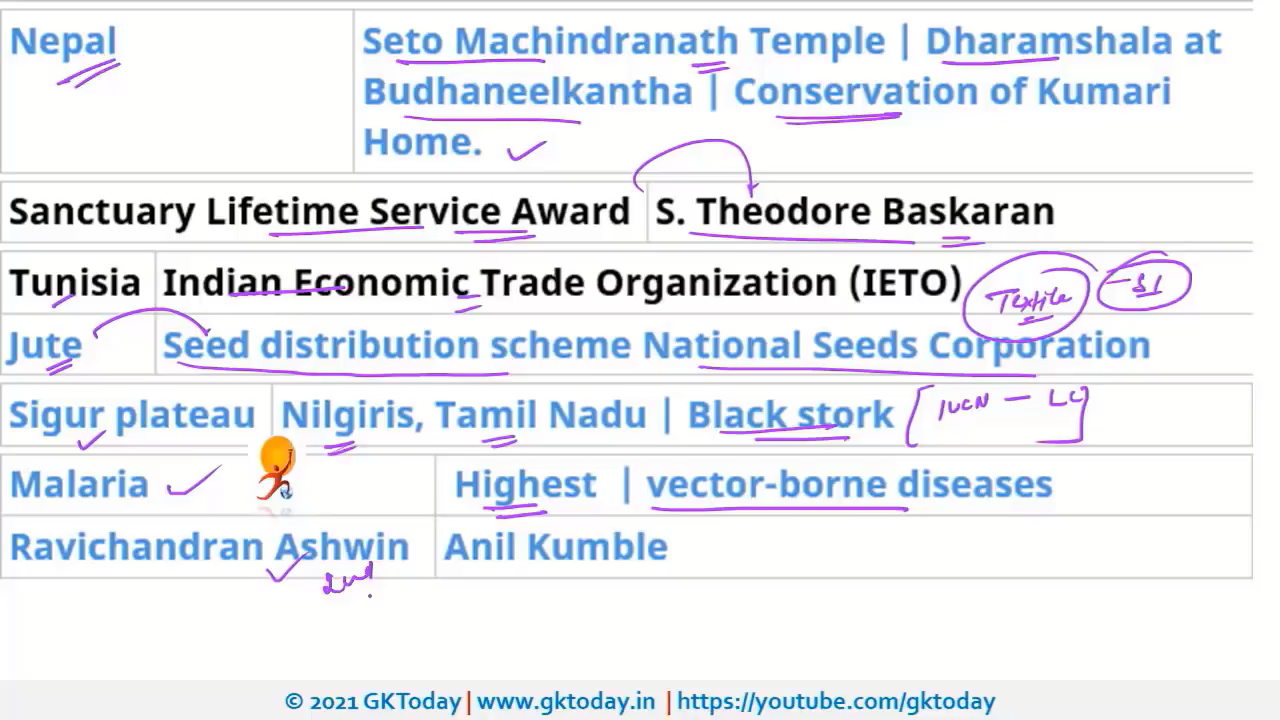 Nepal
Seto Machindranath Temple | Dharamshala at
Budhaneelkantha | Conservation of Kumari
Home.
Sanctuary Lifetime Service Award S. Theodore Baskaran
Tunisia Indian Economic Trade Organization (IETO)
Textile
Jute Seed distribution scheme National Seeds Corporation
Sigur plateau Nilgiris, Tamil Nadu | Black stork [IUCN — LC]
Malaria Highest | vector-borne diseases
Ravichandran Ashwin Anil Kumble
© 2021 GKToday | www.gktoday.in | https://youtube.com/gktoday